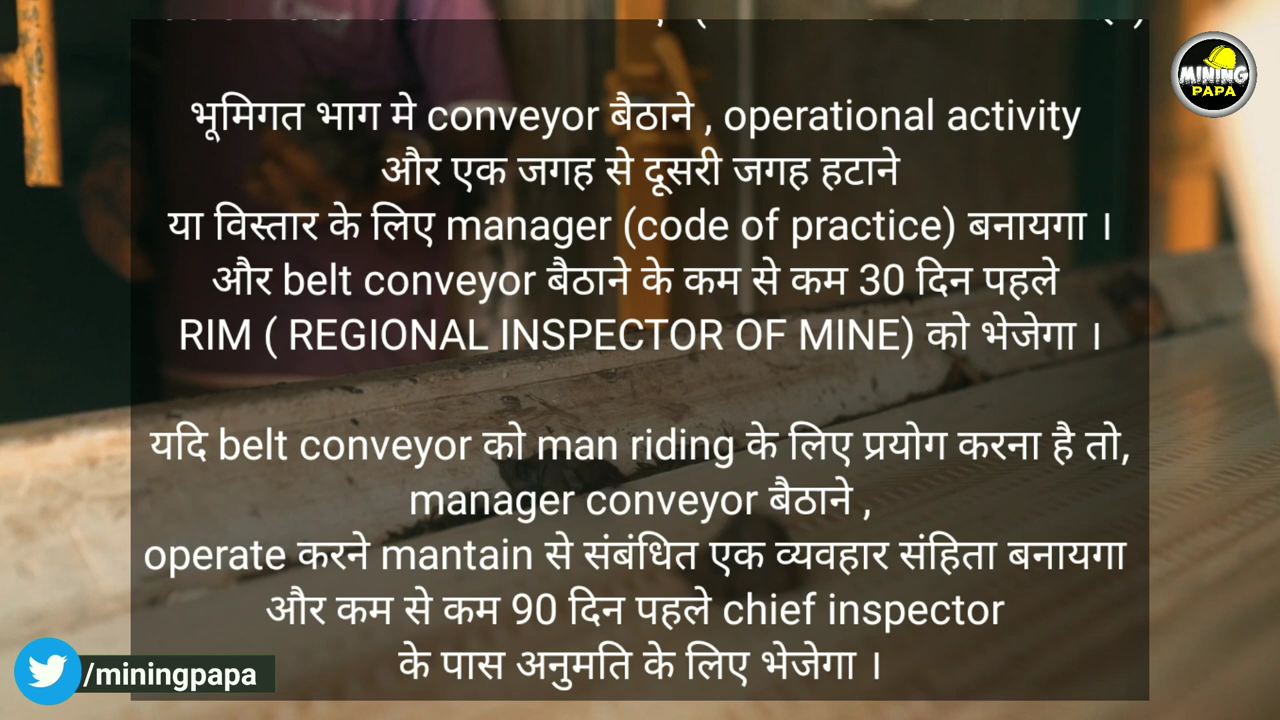 MINING
PAPA
भूमिगत भाग मे conveyor बैठाने , operational activity
और एक जगह से दूसरी जगह हटाने
या विस्तार के लिए manager (code of practice) बनायगा ।
और belt conveyor बैठाने के कम से कम 30 दिन पहले
RIM ( REGIONAL INSPECTOR OF MINE) को भेजेगा ।
यदि belt conveyor को man riding के लिए प्रयोग करना है तो,
manager conveyor बैठाने ,
operate करने mantain से संबंधित एक व्यवहार संहिता बनायगा
और कम से कम 90 दिन पहले chief inspector
के पास अनुमति के लिए भेजेगा ।
/miningpapa